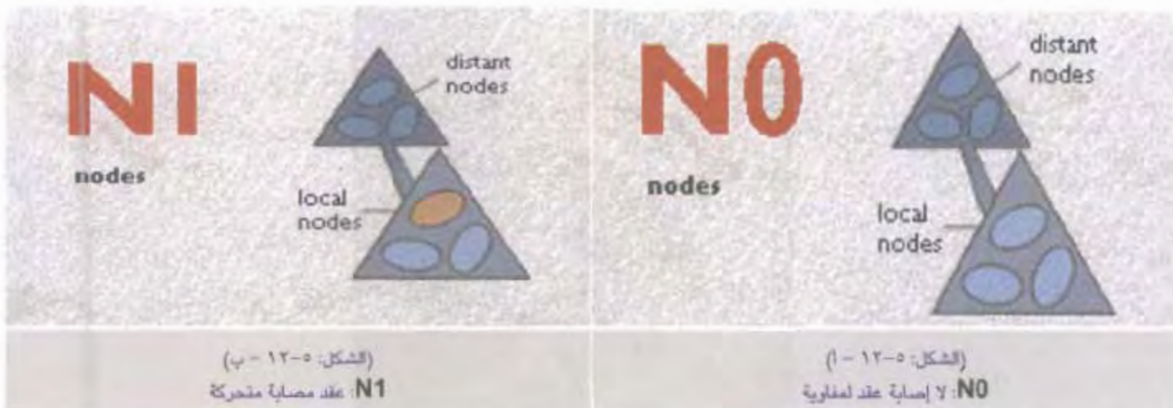 N1
nodes
distant
nodes
local
nodes
(الشكل: ٥-١٢ - ب)
N1: عقد مصابة متحركة
N0
nodes
distant
nodes
local
nodes
(الشكل: ٥-١٢ - أ)
N0: لا إصابة عقد لمفاوية